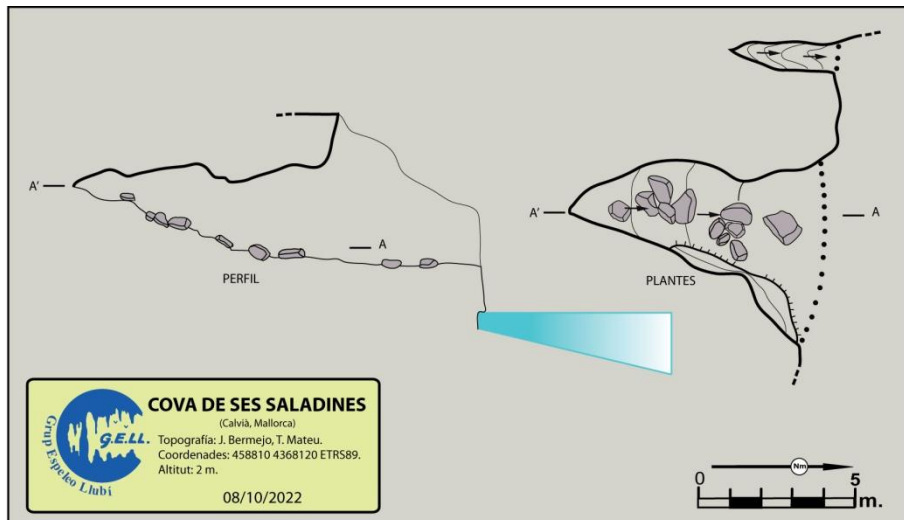 A'
A
PERFIL
A'
A
PLANTES
G.E.LL.
Grup Espeleo Llubí
COVA DE SES SALADINES
(Calvià, Mallorca)
Topografía: J. Bermejo, T. Mateu.
Coordenades: 458810 4368120 ETRS89.
Altitut: 2 m.
08/10/2022
Nm
0 5
m.